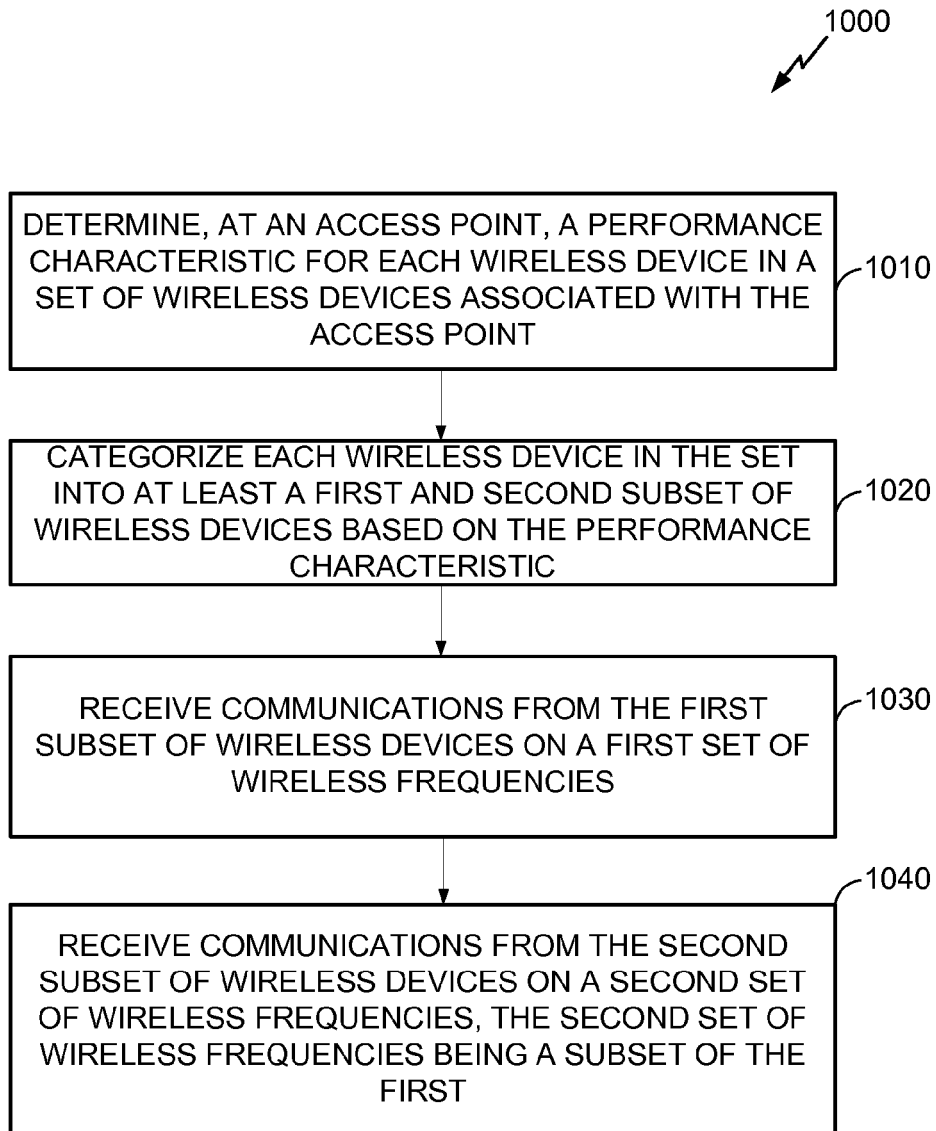 1000
DETERMINE, AT AN ACCESS POINT, A PERFORMANCE
CHARACTERISTIC FOR EACH WIRELESS DEVICE IN A
SET OF WIRELESS DEVICES ASSOCIATED WITH THE
ACCESS POINT
1010
CATEGORIZE EACH WIRELESS DEVICE IN THE SET
INTO AT LEAST A FIRST AND SECOND SUBSET OF
WIRELESS DEVICES BASED ON THE PERFORMANCE
CHARACTERISTIC
1020
RECEIVE COMMUNICATIONS FROM THE FIRST
SUBSET OF WIRELESS DEVICES ON A FIRST SET OF
WIRELESS FREQUENCIES
1030
RECEIVE COMMUNICATIONS FROM THE SECOND
SUBSET OF WIRELESS DEVICES ON A SECOND SET
OF WIRELESS FREQUENCIES, THE SECOND SET OF
WIRELESS FREQUENCIES BEING A SUBSET OF THE
FIRST
1040